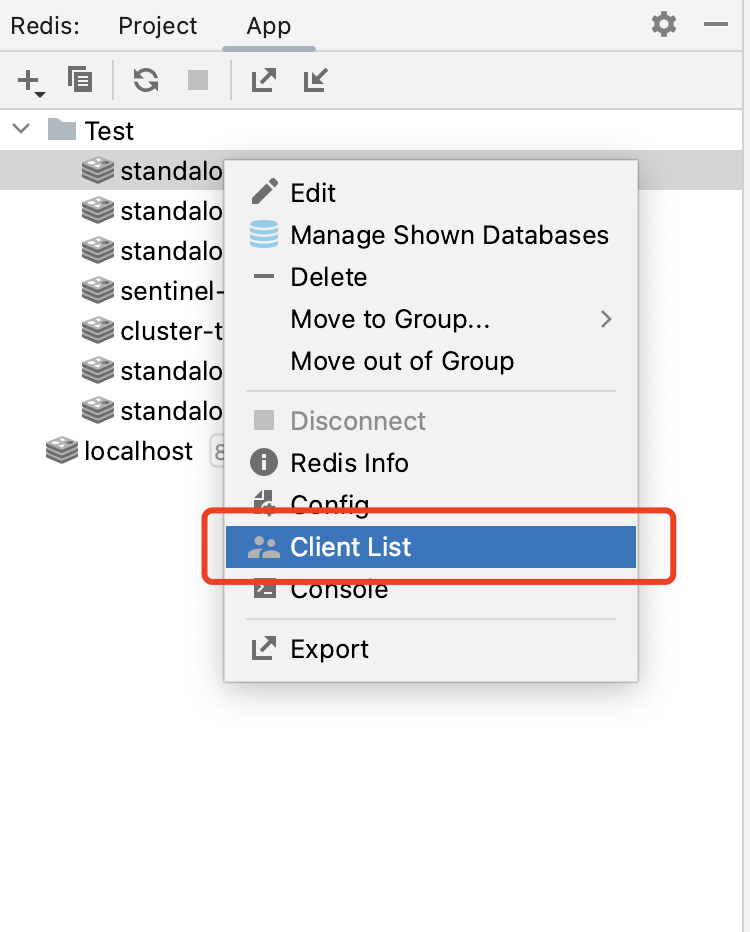 Redis: Project App
Test
standalo
standalo
standalo
sentinel-
cluster-t
standalo
standalo
localhost 8
Edit
Manage Shown Databases
Delete
Move to Group...
Move out of Group
Disconnect
Redis Info
Config
Client List
Console
Export